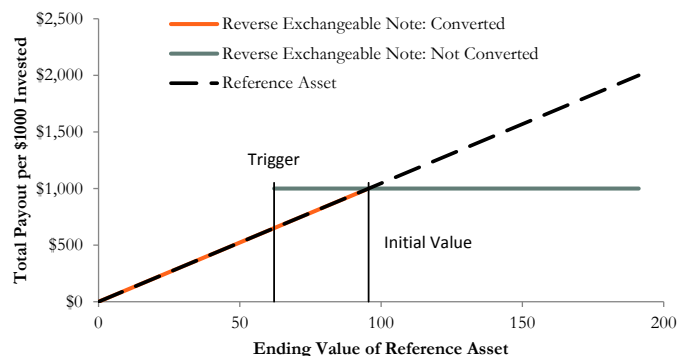 $2,500
Reverse Exchangeable Note: Converted
Reverse Exchangeable Note: Not Converted
$2,000
Reference Asset
Total Payout per $1000 Invested
$1,500
Trigger
$1,000
Initial Value
$500
$0
0
50
100
150
200
Ending Value of Reference Asset